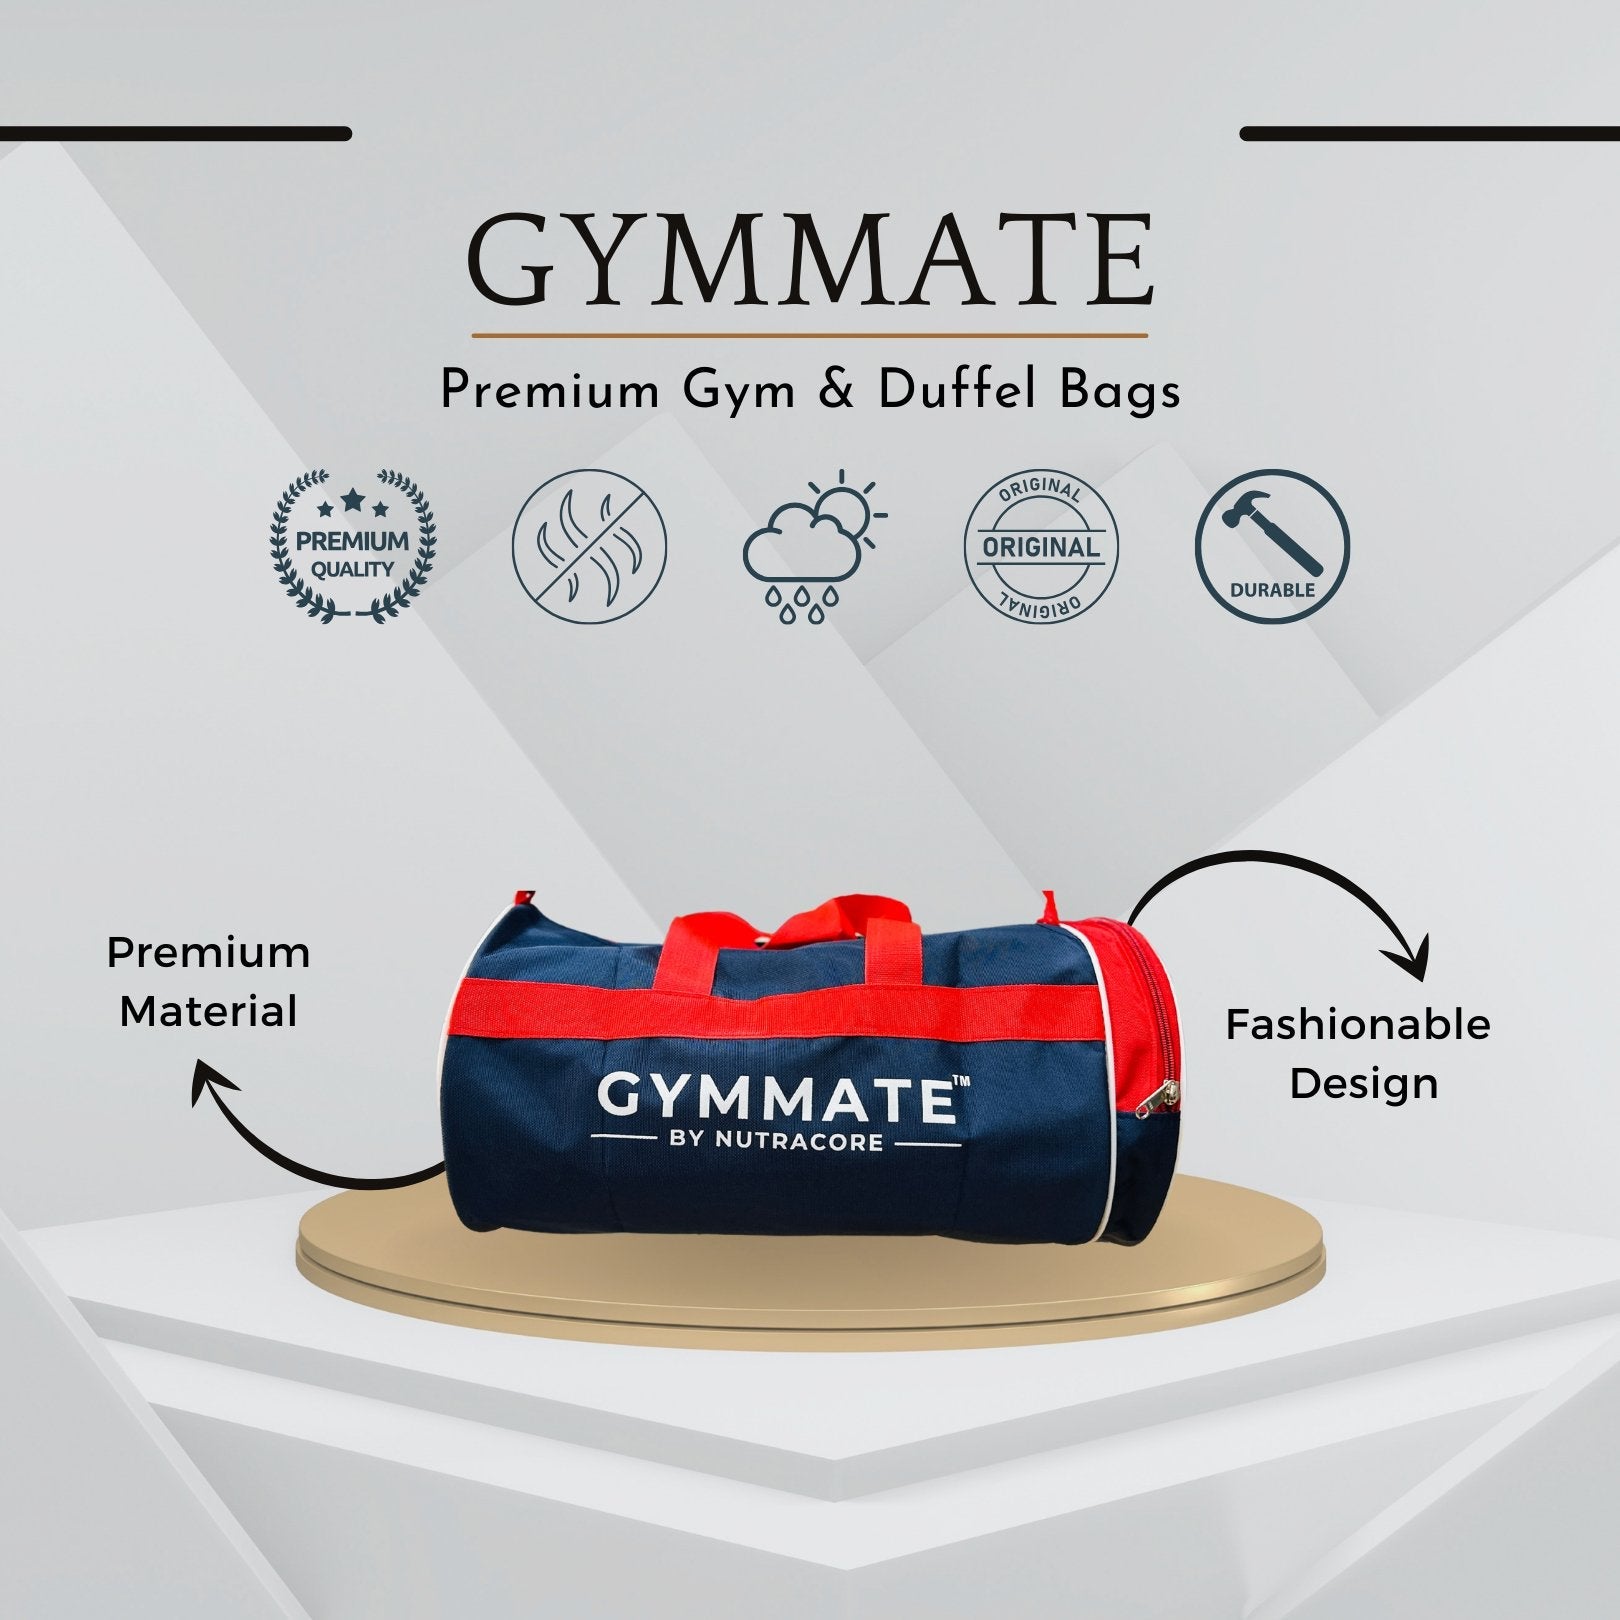 GYMMATE
Premium Gym & Duffel Bags
PREMIUM
QUALITY
ORIGINAL
ORIGINAL
ORIGINAL
DURABLE
Premium
Material
Fashionable
Design
GYMMATE™
BY NUTRACORE